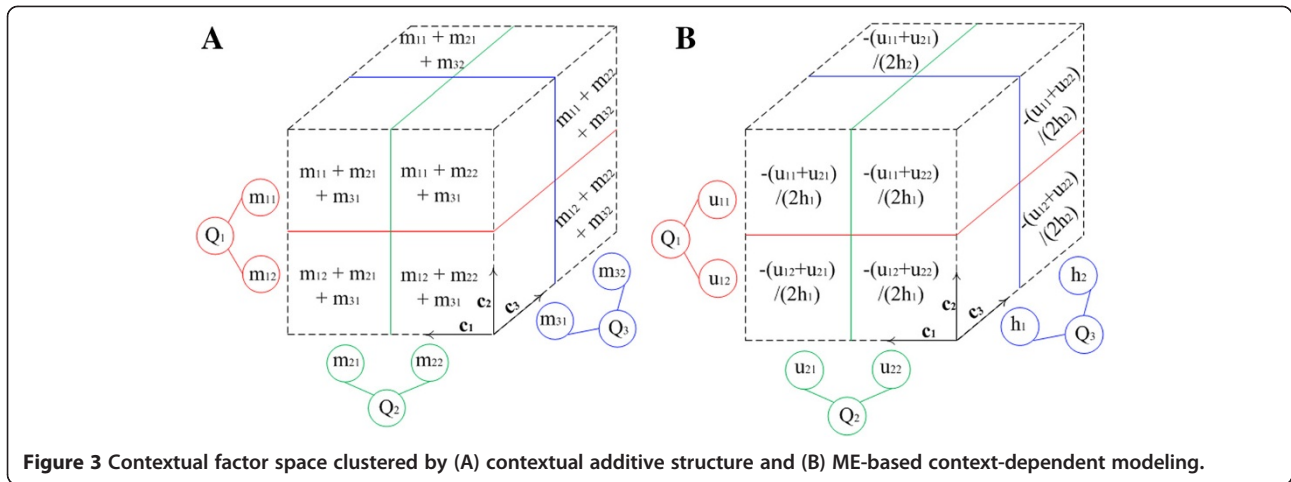 A
m11 + m21
+ m32
m11 + m22
+ m32
m12 + m22
+ m32
m11 + m21
+ m31
m11 + m22
+ m31
m12 + m21
+ m31
m12 + m22
+ m31
Q1
m11
m12
m21
m22
Q2
m32
m31
Q3
c1
c2
c3
B
-(u11+u21)
/(2h2)
-(u11+u22)
/(2h2)
-(u12+u22)
/(2h2)
-(u11+u21)
/(2h1)
-(u11+u22)
/(2h1)
-(u12+u21)
/(2h1)
-(u12+u22)
/(2h1)
Q1
u11
u12
u21
u22
Q2
h2
h1
Q3
c1
c2
c3
Figure 3 Contextual factor space clustered by (A) contextual additive structure and (B) ME-based context-dependent modeling.